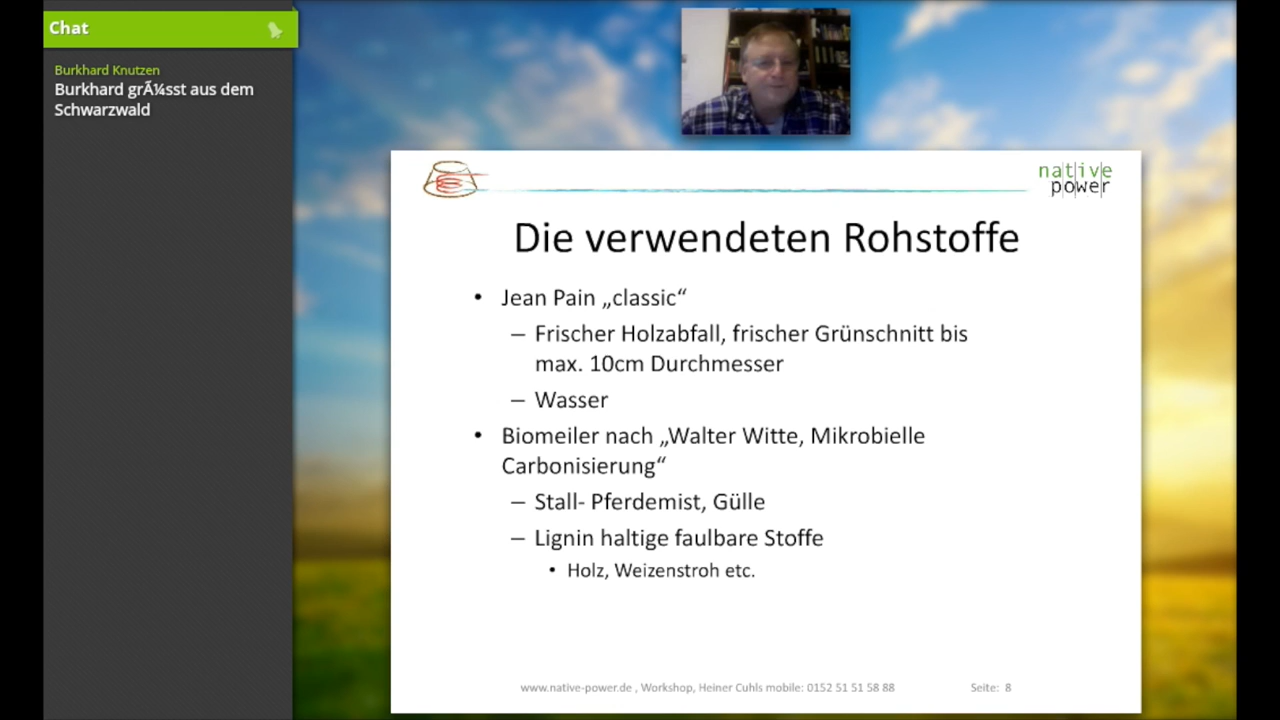 Chat
Burkhard Knutzen
Burkhard grÃ¼sst aus dem
Schwarzwald
native
power
Die verwendeten Rohstoffe
• Jean Pain „classic“
– Frischer Holzabfall, frischer Grünschnitt bis
max. 10cm Durchmesser
– Wasser
• Biomeiler nach „Walter Witte, Mikrobielle
Carbonisierung“
– Stall- Pferdemist, Gülle
– Lignin haltige faulbare Stoffe
• Holz, Weizenstroh etc.
www.native-power.de , Workshop, Heiner Cuhls mobile: 0152 51 51 58 88 Seite: 8